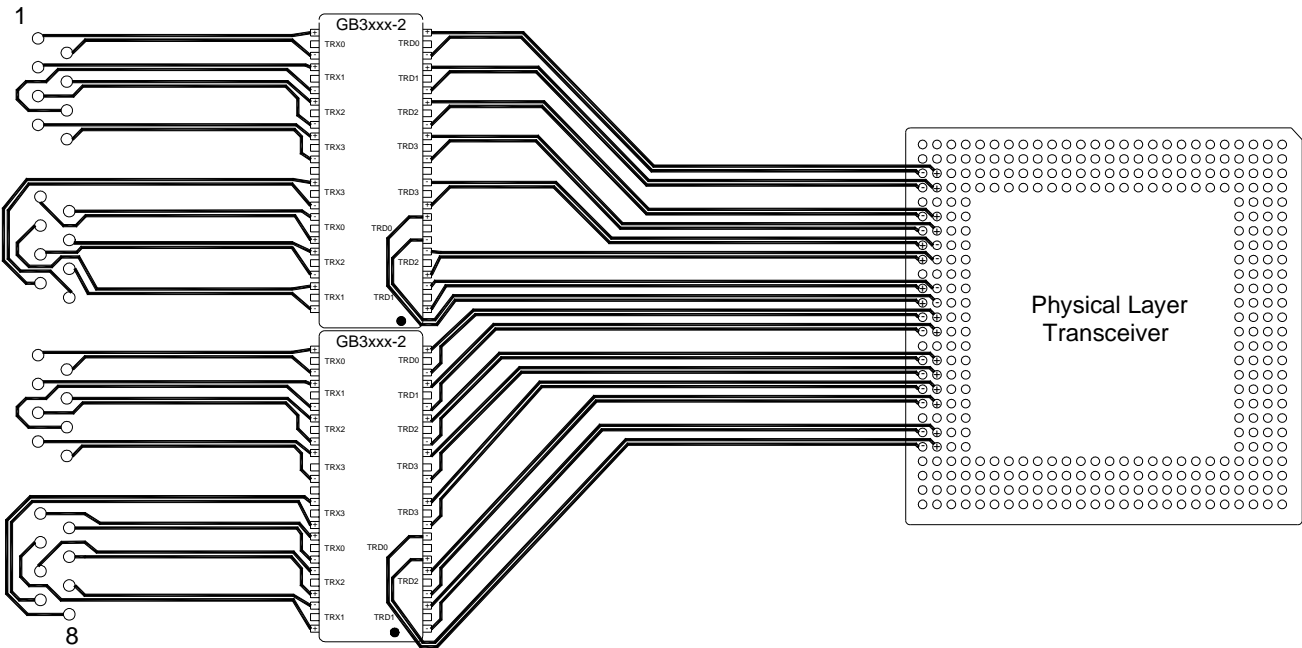 1
GB3xxx-2
TRX0
TRD0
TRX1
TRD1
TRX2
TRD2
TRX3
TRD3
TRX3
TRD3
TRX0
TRD0
TRX2
TRD2
TRX1
TRD1
GB3xxx-2
TRX0
TRD0
TRX1
TRD1
TRX2
TRD2
TRX3
TRD3
TRX3
TRD3
TRX0
TRD0
TRX2
TRD2
TRX1
TRD1
8
Physical Layer
Transceiver